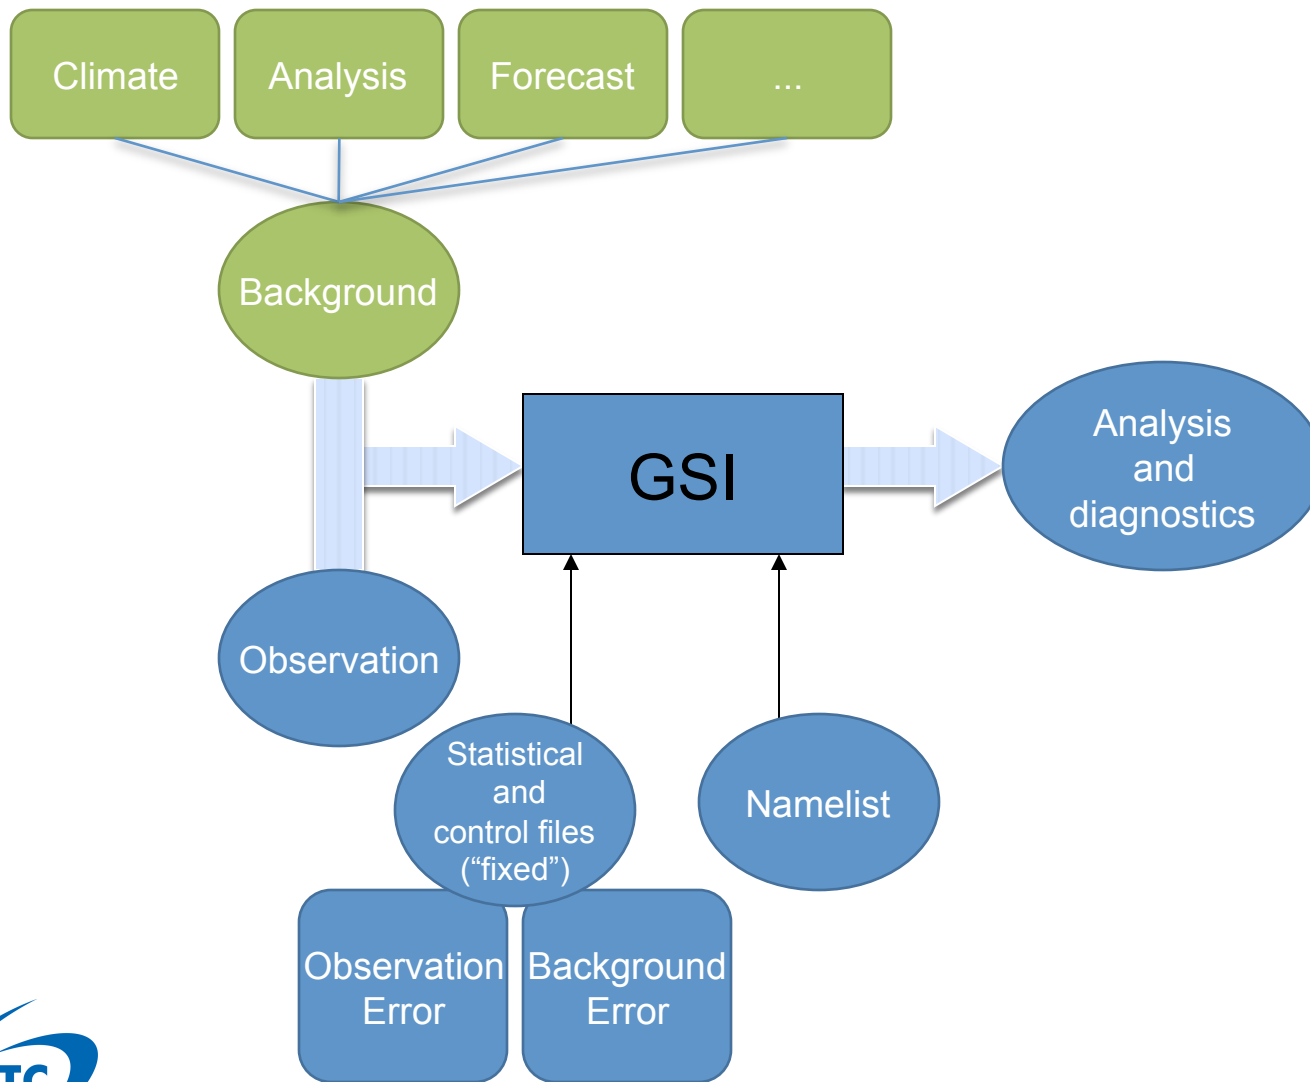 Climate
Analysis
Forecast
...
Background
GSI
Analysis
and
diagnostics
Observation
Statistical
and
control files
(“fixed”)
Namelist
Observation
Error
Background
Error
TC